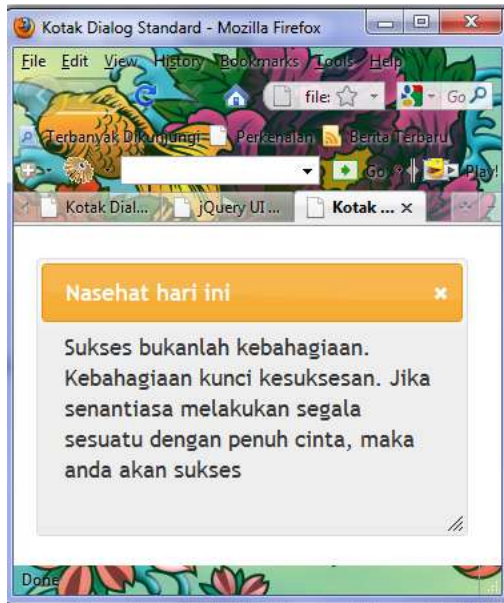 Kotak Dialog Standard - Mozilla Firefox
File Edit View History Bookmarks Tools Help
file: Go
Terbanyak Dikunjungi Perkenalan Berita Terbaru
Go Play!
Kotak Dial... jQuery UI ... Kotak ... x
Nasehat hari ini
Sukses bukanlah kebahagiaan.
Kebahagiaan kunci kesuksesan. Jika
senantiasa melakukan segala
sesuatu dengan penuh cinta, maka
anda akan sukses
Done